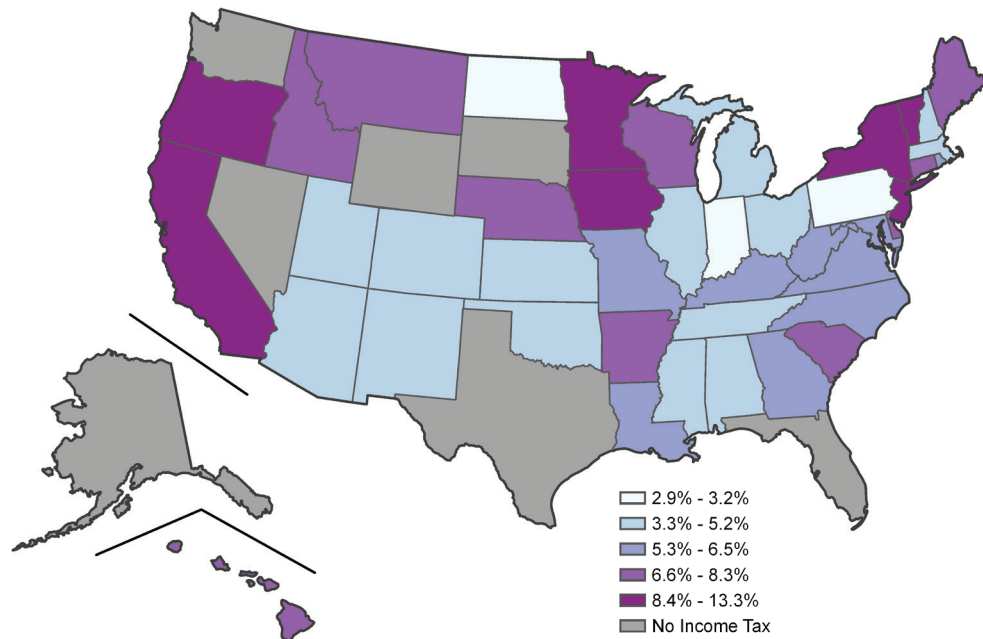 2.9% - 3.2%
3.3% - 5.2%
5.3% - 6.5%
6.6% - 8.3%
8.4% - 13.3%
No Income Tax